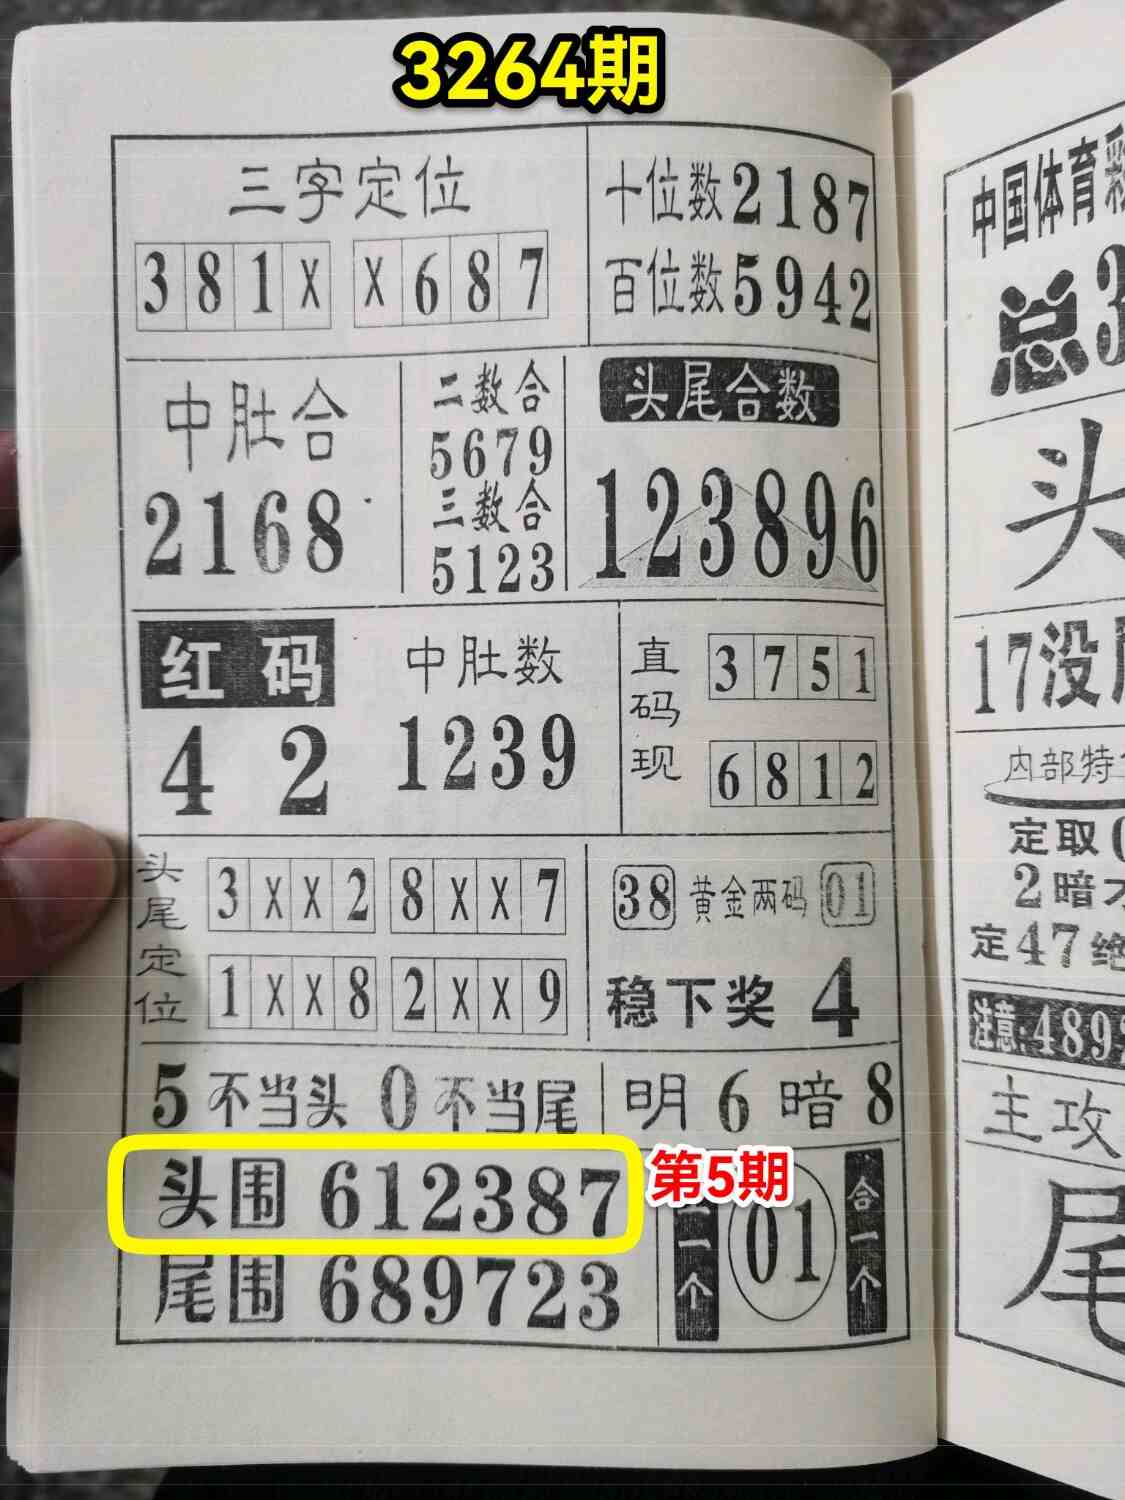 3264期
三字定位
381X X687
十位数2187
百位数5942
中肚合
2168
二数合
5679
三数合
5123
头尾合数
123896
红码
4 2
中肚数
1239
直码现
3751
6812
头尾定位
3XX2 8XX7
1XX8 2XX9
38 黄金两码 01
稳下奖 4
5不当头 0不当尾
明6暗8
头围 612387
第5期
尾围 689723
一个
01
合一个
中国体育彩
总3
头
17没
内部特
定取
2暗
定47绝
注意:489
主攻
尾